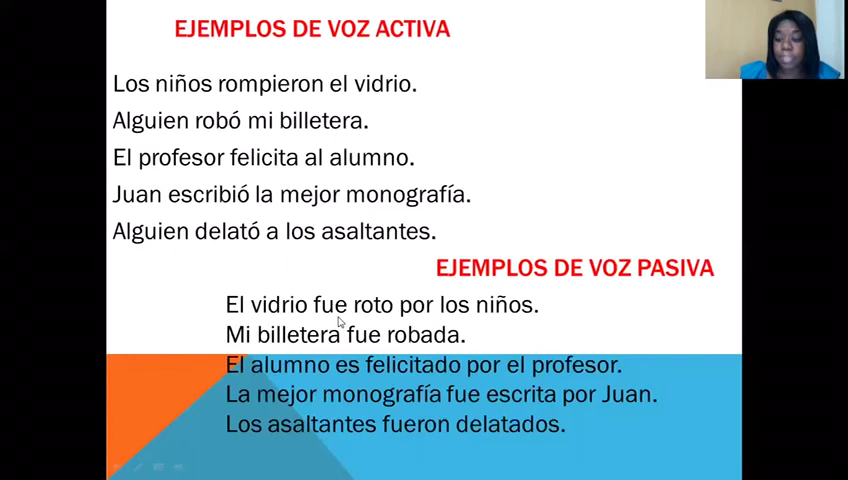 EJEMPLOS DE VOZ ACTIVA
Los niños rompieron el vidrio.
Alguien robó mi billetera.
El profesor felicita al alumno.
Juan escribió la mejor monografía.
Alguien delató a los asaltantes.
EJEMPLOS DE VOZ PASIVA
El vidrio fue roto por los niños.
Mi billetera fue robada.
El alumno es felicitado por el profesor.
La mejor monografía fue escrita por Juan.
Los asaltantes fueron delatados.